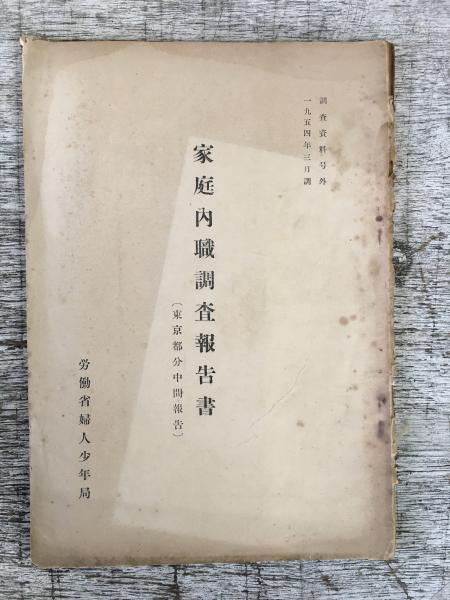 調査資料号外
一九五四年三月調
家庭内職調査報告書
〔東京都分中間報告〕
労働省婦人少年局